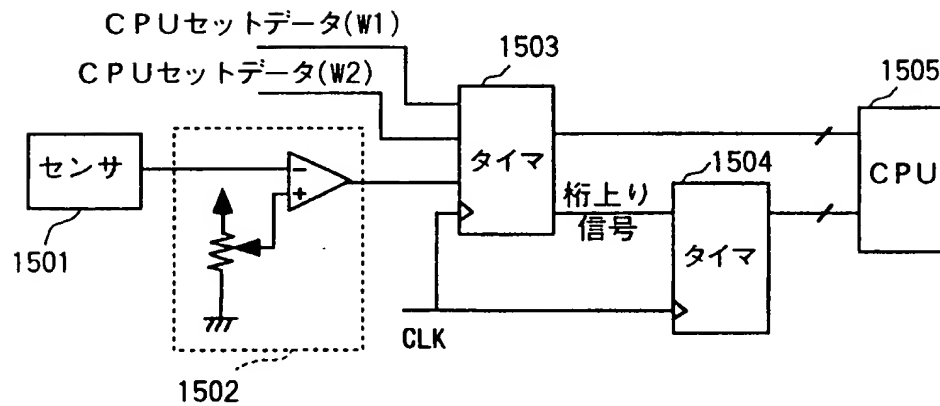 CPUセットデータ(W1)
CPUセットデータ(W2)
1503
1505
センサ
タイマ
1504
CPU
桁上り
信号
タイマ
1501
CLK
1502